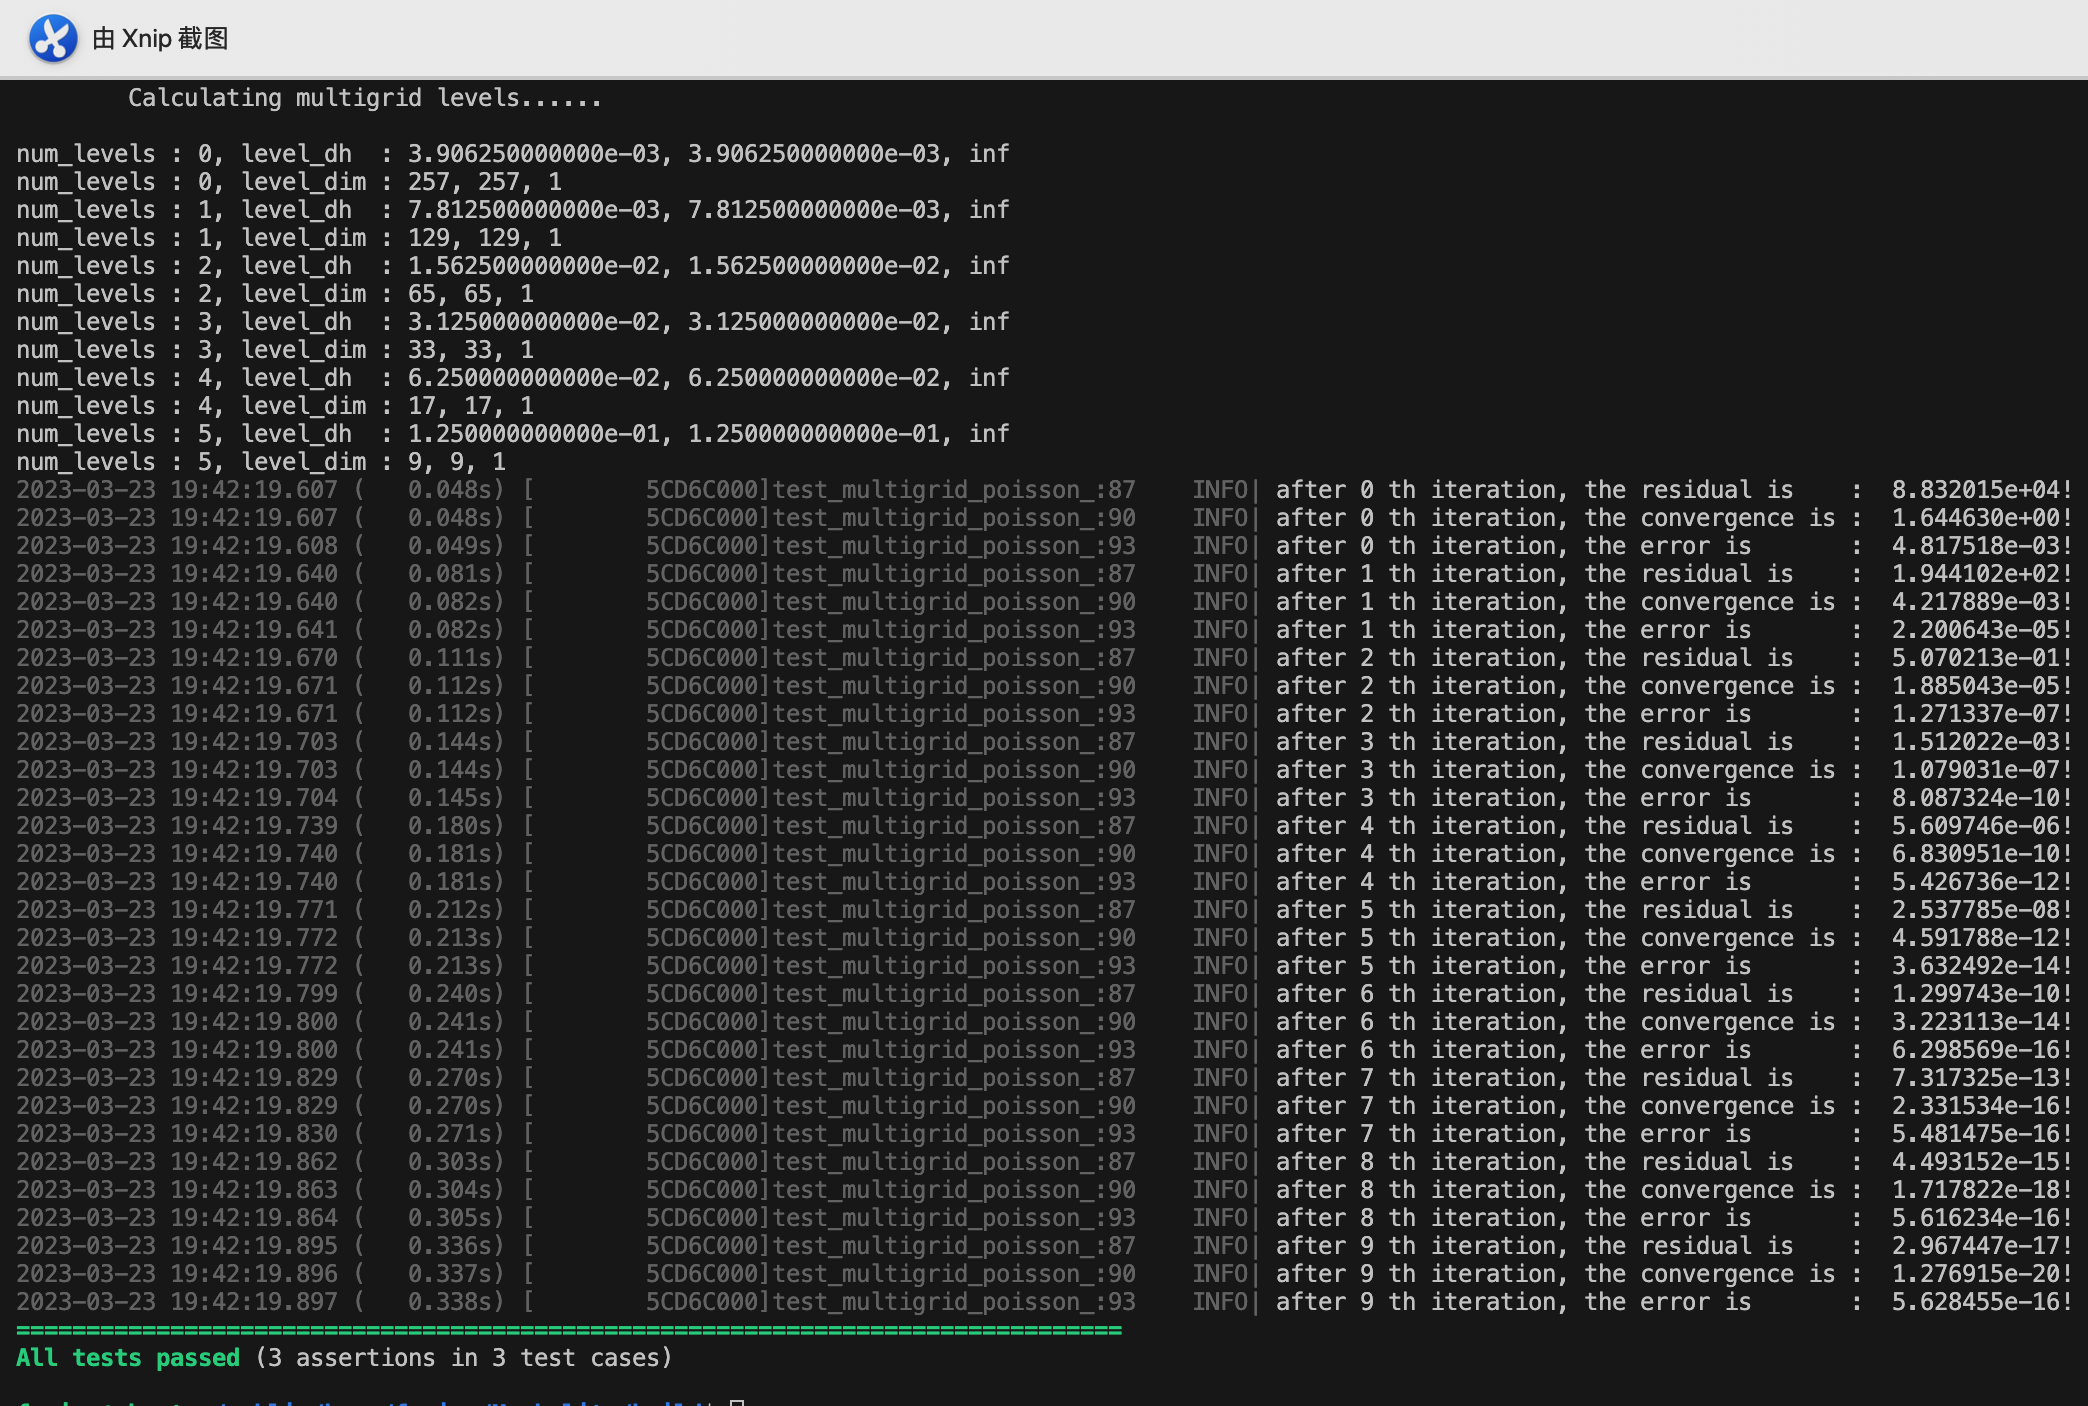 由 Xnip 截图
Calculating multigrid levels......
num_levels : 0, level_dh  : 3.906250000000e-03, 3.906250000000e-03, inf
num_levels : 0, level_dim : 257, 257, 1
num_levels : 1, level_dh  : 7.812500000000e-03, 7.812500000000e-03, inf
num_levels : 1, level_dim : 129, 129, 1
num_levels : 2, level_dh  : 1.562500000000e-02, 1.562500000000e-02, inf
num_levels : 2, level_dim : 65, 65, 1
num_levels : 3, level_dh  : 3.125000000000e-02, 3.125000000000e-02, inf
num_levels : 3, level_dim : 33, 33, 1
num_levels : 4, level_dh  : 6.250000000000e-02, 6.250000000000e-02, inf
num_levels : 4, level_dim : 17, 17, 1
num_levels : 5, level_dh  : 1.250000000000e-01, 1.250000000000e-01, inf
num_levels : 5, level_dim : 9, 9, 1
2023-03-23 19:42:19.607 (   0.048s) [        5CD6C000]test_multigrid_poisson_:87    INFO| after 0 th iteration, the residual is    :  8.832015e+04!
2023-03-23 19:42:19.607 (   0.048s) [        5CD6C000]test_multigrid_poisson_:90    INFO| after 0 th iteration, the convergence is :  1.644630e+00!
2023-03-23 19:42:19.608 (   0.049s) [        5CD6C000]test_multigrid_poisson_:93    INFO| after 0 th iteration, the error is       :  4.817518e-03!
2023-03-23 19:42:19.640 (   0.081s) [        5CD6C000]test_multigrid_poisson_:87    INFO| after 1 th iteration, the residual is    :  1.944102e+02!
2023-03-23 19:42:19.640 (   0.082s) [        5CD6C000]test_multigrid_poisson_:90    INFO| after 1 th iteration, the convergence is :  4.217889e-03!
2023-03-23 19:42:19.641 (   0.082s) [        5CD6C000]test_multigrid_poisson_:93    INFO| after 1 th iteration, the error is       :  2.200643e-05!
2023-03-23 19:42:19.670 (   0.111s) [        5CD6C000]test_multigrid_poisson_:87    INFO| after 2 th iteration, the residual is    :  5.070213e-01!
2023-03-23 19:42:19.671 (   0.112s) [        5CD6C000]test_multigrid_poisson_:90    INFO| after 2 th iteration, the convergence is :  1.885043e-05!
2023-03-23 19:42:19.671 (   0.112s) [        5CD6C000]test_multigrid_poisson_:93    INFO| after 2 th iteration, the error is       :  1.271337e-07!
2023-03-23 19:42:19.703 (   0.144s) [        5CD6C000]test_multigrid_poisson_:87    INFO| after 3 th iteration, the residual is    :  1.512022e-03!
2023-03-23 19:42:19.703 (   0.144s) [        5CD6C000]test_multigrid_poisson_:90    INFO| after 3 th iteration, the convergence is :  1.079031e-07!
2023-03-23 19:42:19.704 (   0.145s) [        5CD6C000]test_multigrid_poisson_:93    INFO| after 3 th iteration, the error is       :  8.087324e-10!
2023-03-23 19:42:19.739 (   0.180s) [        5CD6C000]test_multigrid_poisson_:87    INFO| after 4 th iteration, the residual is    :  5.609746e-06!
2023-03-23 19:42:19.740 (   0.181s) [        5CD6C000]test_multigrid_poisson_:90    INFO| after 4 th iteration, the convergence is :  6.830951e-10!
2023-03-23 19:42:19.740 (   0.181s) [        5CD6C000]test_multigrid_poisson_:93    INFO| after 4 th iteration, the error is       :  5.426736e-12!
2023-03-23 19:42:19.771 (   0.212s) [        5CD6C000]test_multigrid_poisson_:87    INFO| after 5 th iteration, the residual is    :  2.537785e-08!
2023-03-23 19:42:19.772 (   0.213s) [        5CD6C000]test_multigrid_poisson_:90    INFO| after 5 th iteration, the convergence is :  4.591788e-12!
2023-03-23 19:42:19.772 (   0.213s) [        5CD6C000]test_multigrid_poisson_:93    INFO| after 5 th iteration, the error is       :  3.632492e-14!
2023-03-23 19:42:19.799 (   0.240s) [        5CD6C000]test_multigrid_poisson_:87    INFO| after 6 th iteration, the residual is    :  1.299743e-10!
2023-03-23 19:42:19.800 (   0.241s) [        5CD6C000]test_multigrid_poisson_:90    INFO| after 6 th iteration, the convergence is :  3.223113e-14!
2023-03-23 19:42:19.800 (   0.241s) [        5CD6C000]test_multigrid_poisson_:93    INFO| after 6 th iteration, the error is       :  6.298569e-16!
2023-03-23 19:42:19.829 (   0.270s) [        5CD6C000]test_multigrid_poisson_:87    INFO| after 7 th iteration, the residual is    :  7.317325e-13!
2023-03-23 19:42:19.829 (   0.270s) [        5CD6C000]test_multigrid_poisson_:90    INFO| after 7 th iteration, the convergence is :  2.331534e-16!
2023-03-23 19:42:19.830 (   0.271s) [        5CD6C000]test_multigrid_poisson_:93    INFO| after 7 th iteration, the error is       :  5.481475e-16!
2023-03-23 19:42:19.862 (   0.303s) [        5CD6C000]test_multigrid_poisson_:87    INFO| after 8 th iteration, the residual is    :  4.493152e-15!
2023-03-23 19:42:19.863 (   0.304s) [        5CD6C000]test_multigrid_poisson_:90    INFO| after 8 th iteration, the convergence is :  1.717822e-18!
2023-03-23 19:42:19.864 (   0.305s) [        5CD6C000]test_multigrid_poisson_:93    INFO| after 8 th iteration, the error is       :  5.616234e-16!
2023-03-23 19:42:19.895 (   0.336s) [        5CD6C000]test_multigrid_poisson_:87    INFO| after 9 th iteration, the residual is    :  2.967447e-17!
2023-03-23 19:42:19.896 (   0.337s) [        5CD6C000]test_multigrid_poisson_:90    INFO| after 9 th iteration, the convergence is :  1.276915e-20!
2023-03-23 19:42:19.897 (   0.338s) [        5CD6C000]test_multigrid_poisson_:93    INFO| after 9 th iteration, the error is       :  5.628455e-16!
===============================================================================
All tests passed (3 assertions in 3 test cases)